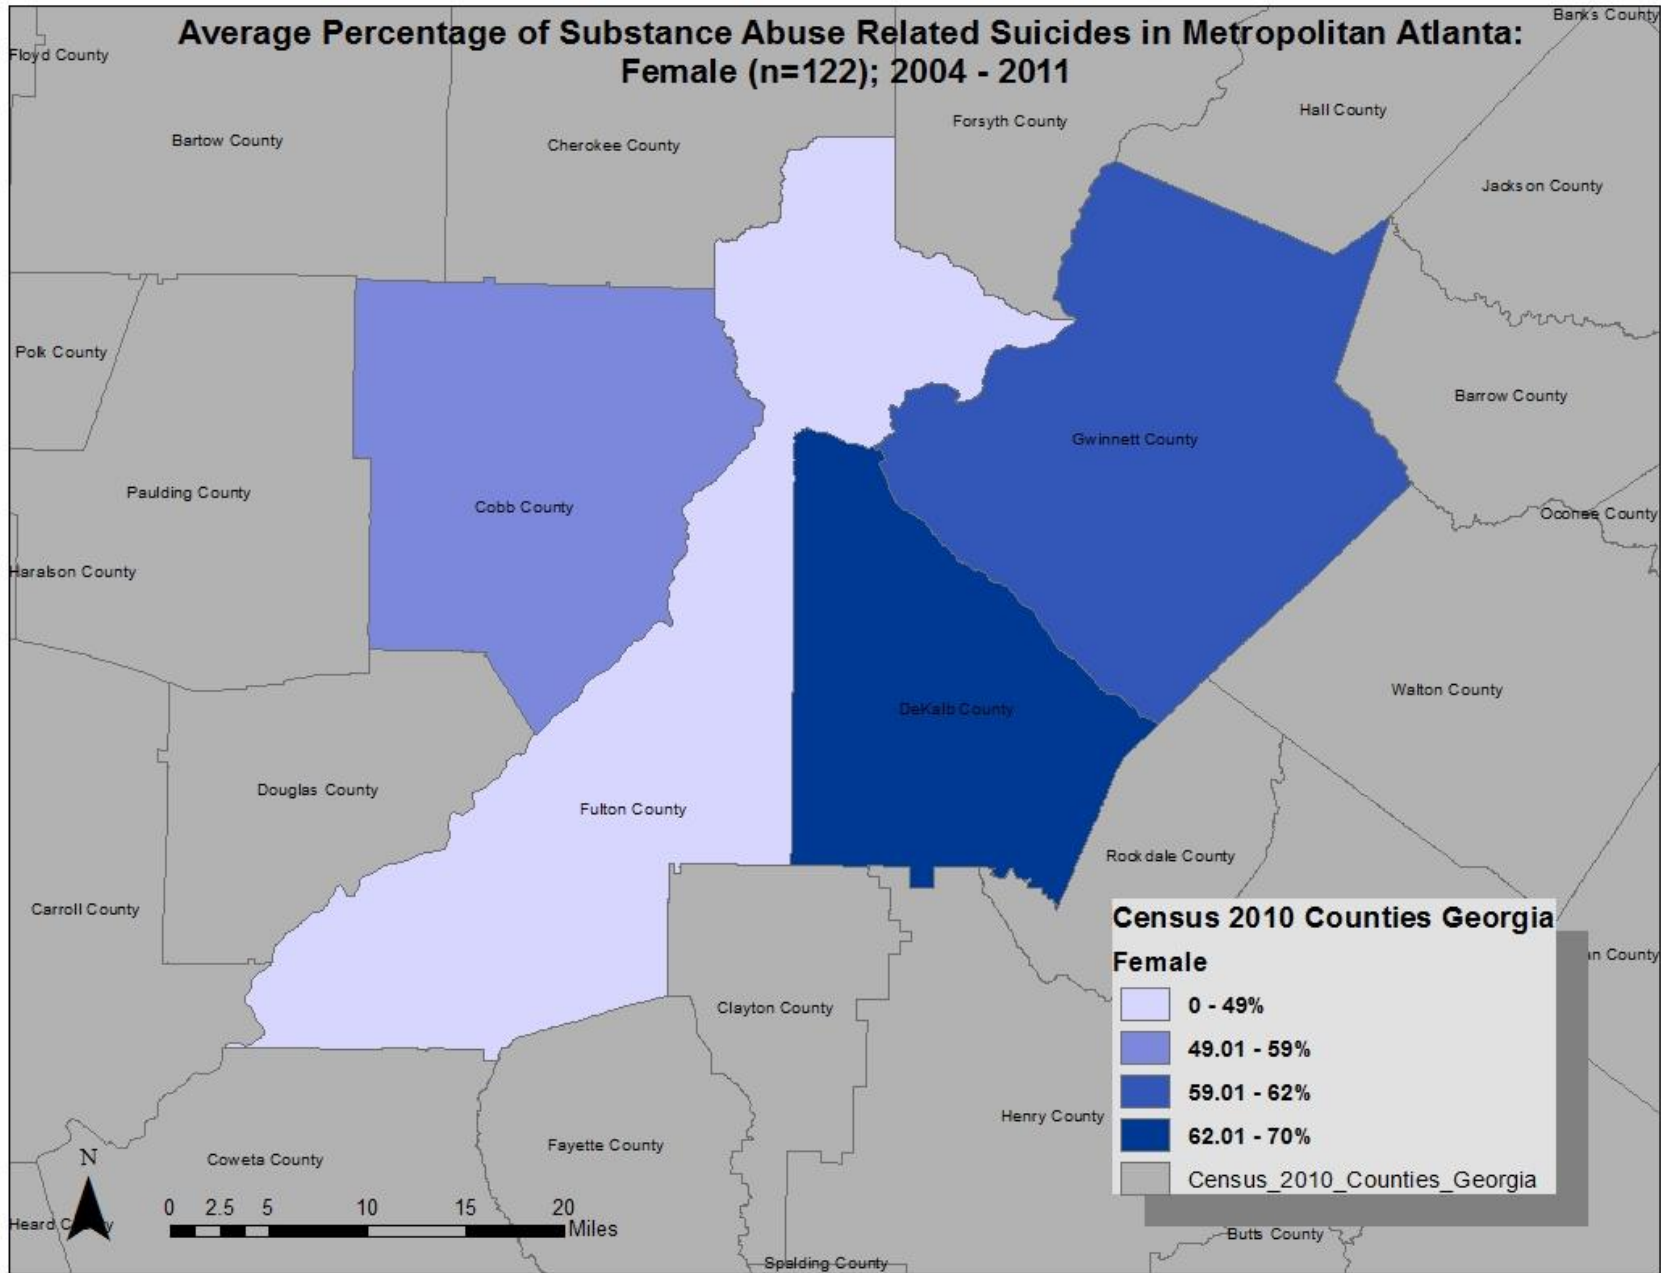 Average Percentage of Substance Abuse Related Suicides in Metropolitan Atlanta:
Female (n=122); 2004 - 2011
Banks County
Floyd County
Hall County
Forsyth County
Bartow County
Cherokee County
Jackson County
Polk County
Barrow County
Gwinnett County
Paulding County
Cobb County
Oconee County
Haralson County
Walton County
DeKalb County
Douglas County
Fulton County
Rockdale County
Carroll County
n County
Clayton County
Henry County
Fayette County
Coweta County
Heard County
Butts County
Spalding County
Census 2010 Counties Georgia
Female
0 - 49%
49.01 - 59%
59.01 - 62%
62.01 - 70%
Census_2010_Counties_Georgia
N
0 2.5 5 10 15 20
Miles